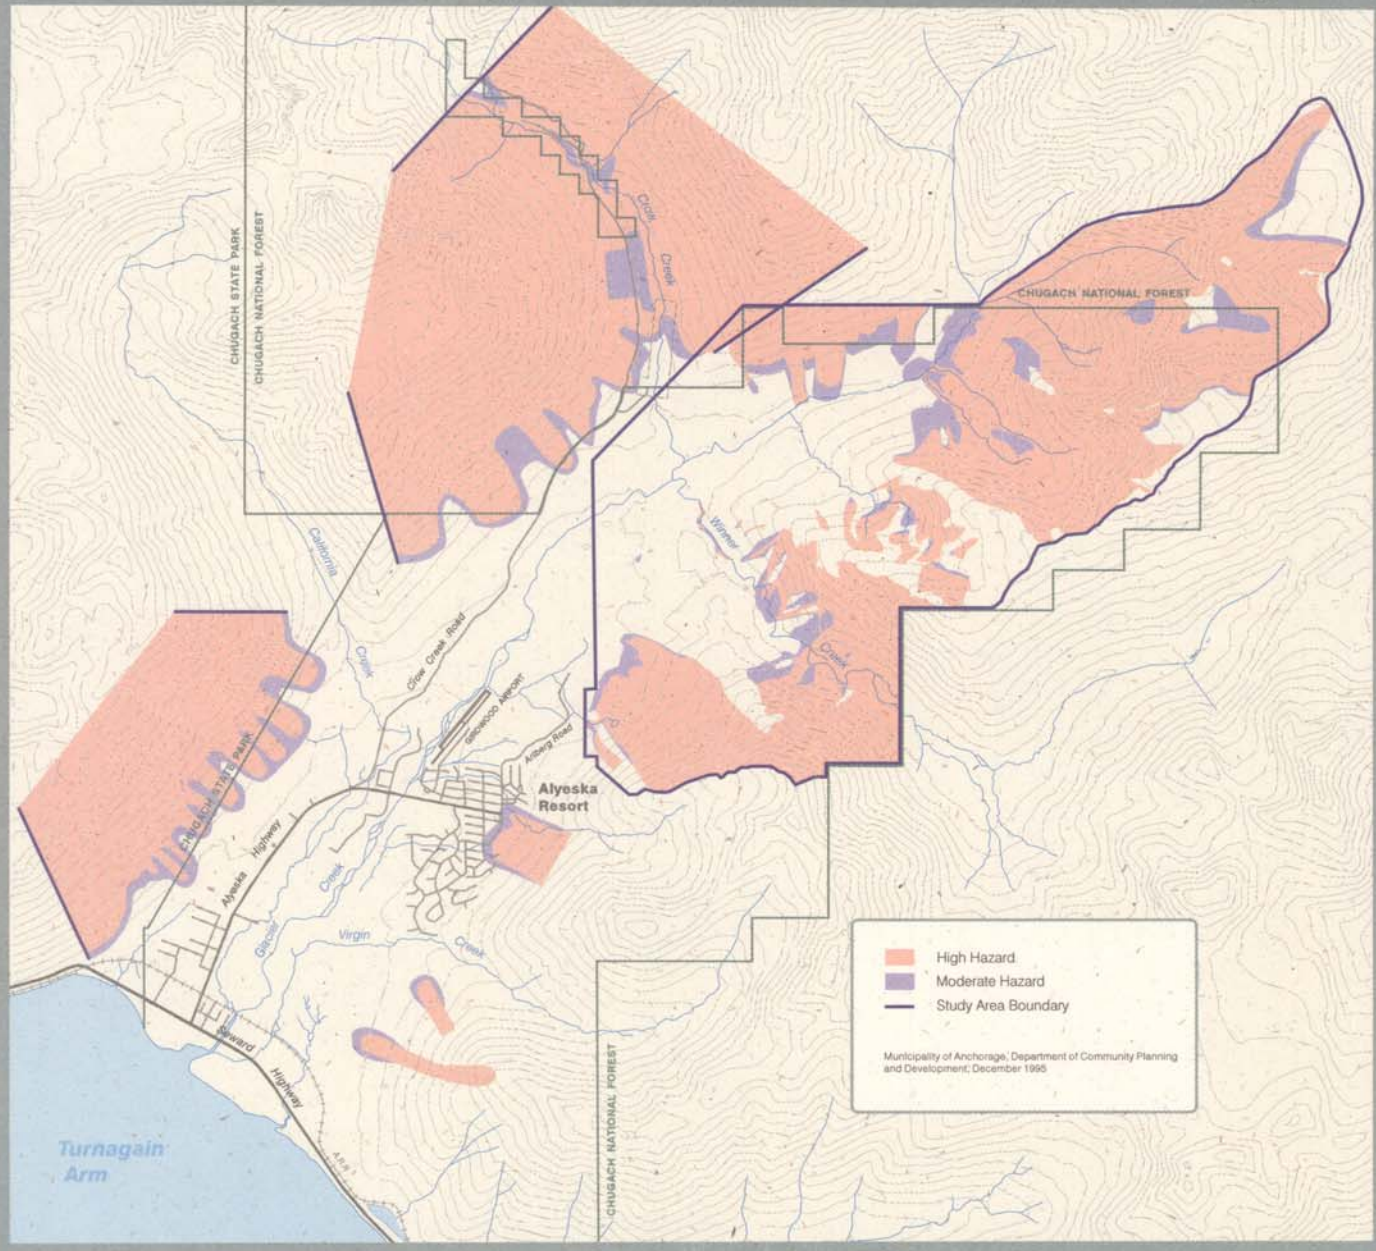 Crow
Creek
CHUGACH STATE PARK
CHUGACH NATIONAL FOREST
CHUGACH NATIONAL FOREST
California
Creek
Winner
Creek
Crow Creek Road
GIRDWOOD AIRPORT
Arlberg Road
Alyeska
Resort
CHUGACH STATE PARK
Alyeska
Highway
Glacier
Creek
Virgin
Creek
Seward
Highway
A.R.R.
Turnagain
Arm
CHUGACH NATIONAL FOREST
High Hazard
Moderate Hazard
Study Area Boundary
Municipality of Anchorage, Department of Community Planning
and Development, December 1995